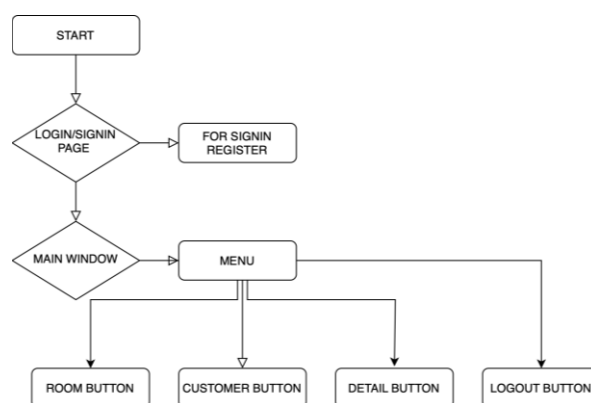 START
LOGIN/SIGNIN
PAGE
FOR SIGNIN
REGISTER
MAIN WINDOW
MENU
ROOM BUTTON
CUSTOMER BUTTON
DETAIL BUTTON
LOGOUT BUTTON